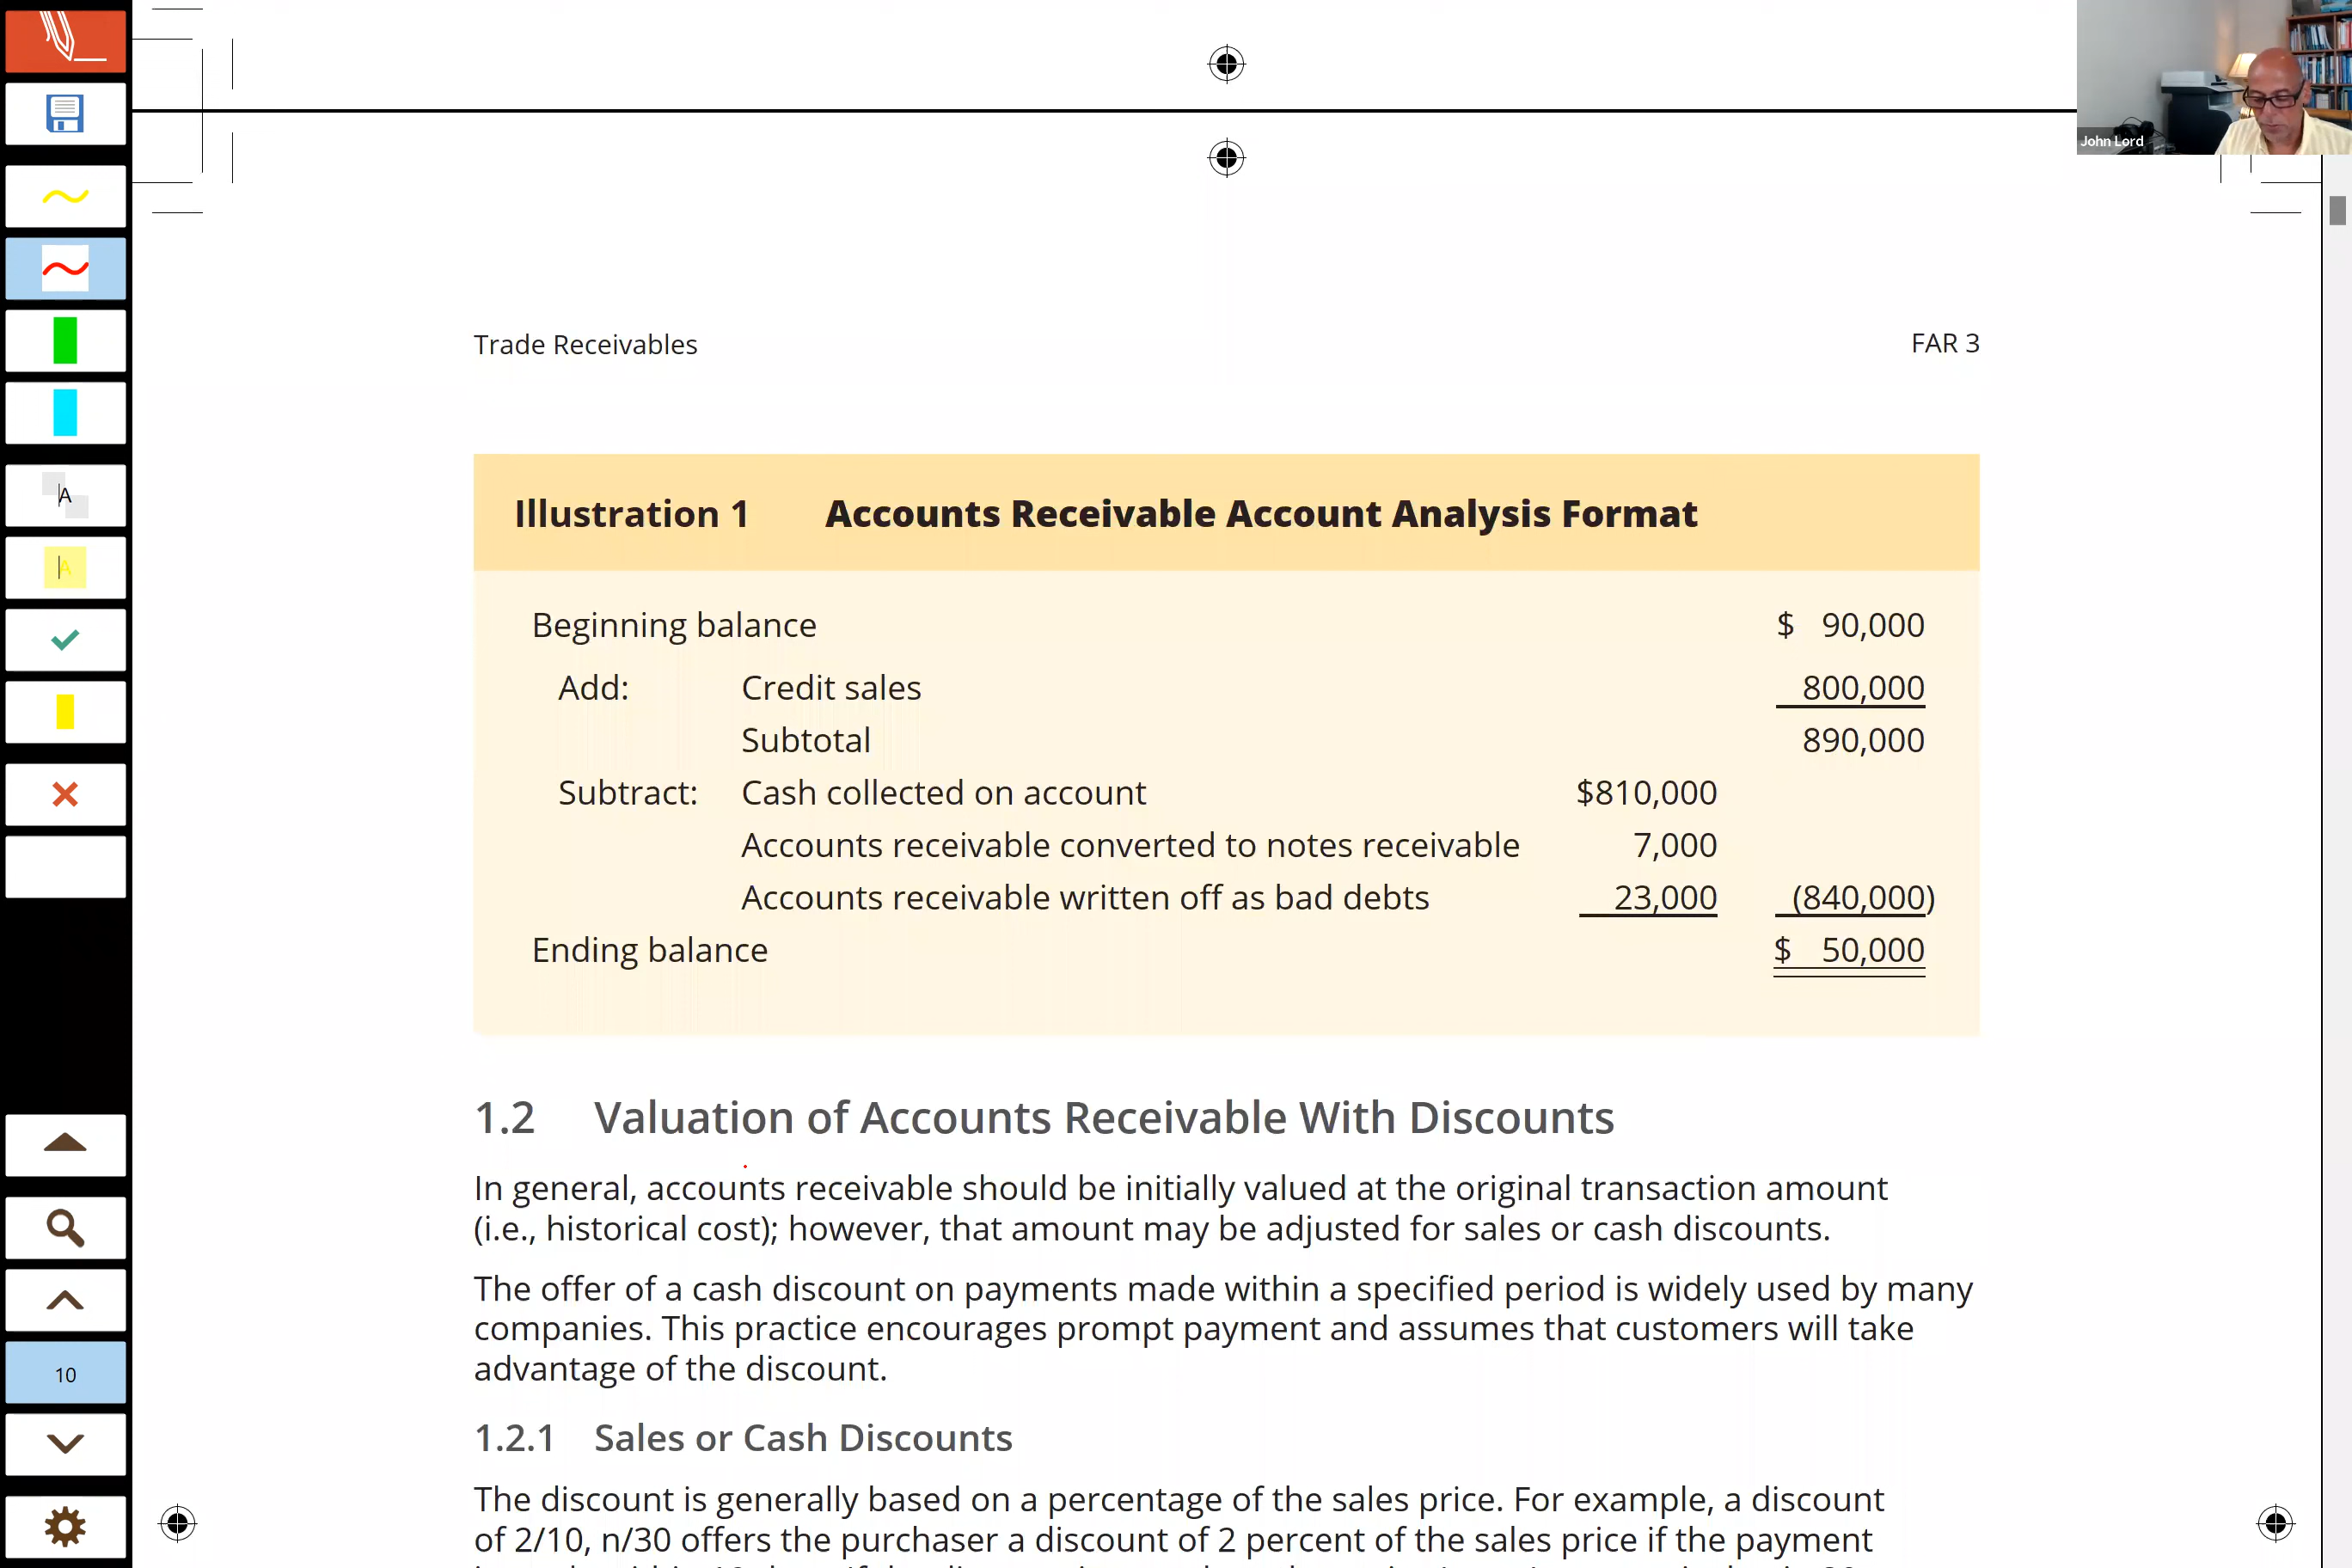 John Lord
Trade Receivables FAR 3
Illustration 1 Accounts Receivable Account Analysis Format
Beginning balance $ 90,000
Add: Credit sales 800,000
Subtotal 890,000
Subtract: Cash collected on account $810,000
Accounts receivable converted to notes receivable 7,000
Accounts receivable written off as bad debts 23,000 (840,000)
Ending balance $ 50,000
1.2 Valuation of Accounts Receivable With Discounts
In general, accounts receivable should be initially valued at the original transaction amount
(i.e., historical cost); however, that amount may be adjusted for sales or cash discounts.
The offer of a cash discount on payments made within a specified period is widely used by many
companies. This practice encourages prompt payment and assumes that customers will take
advantage of the discount.
1.2.1 Sales or Cash Discounts
The discount is generally based on a percentage of the sales price. For example, a discount
of 2/10, n/30 offers the purchaser a discount of 2 percent of the sales price if the payment
A
A
10